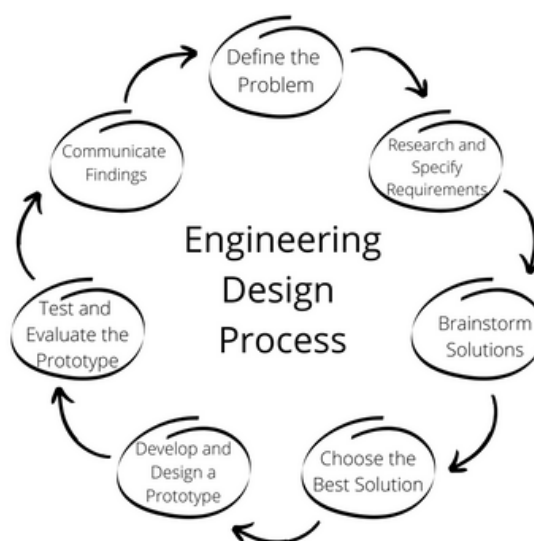 Define the
Problem
Research and
Specify
Requirements
Brainstorm
Solutions
Choose the
Best Solution
Develop and
Design a
Prototype
Test and
Evaluate the
Prototype
Communicate
Findings
Engineering
Design
Process